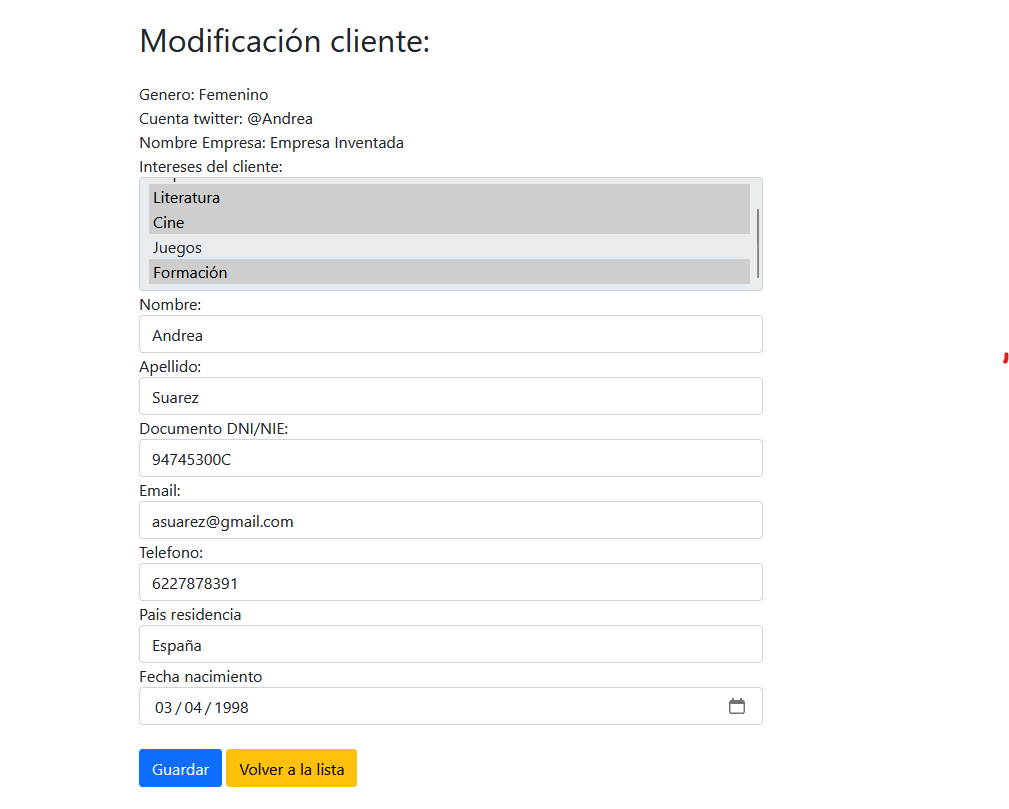 Modificación cliente:
Genero: Femenino
Cuenta twitter: @Andrea
Nombre Empresa: Empresa Inventada
Intereses del cliente:
Literatura
Cine
Juegos
Formación
Nombre:
Andrea
Apellido:
Suarez
Documento DNI/NIE:
94745300C
Email:
asuarez@gmail.com
Telefono:
6227878391
Pais residencia
España
Fecha nacimiento
03/04/1998
Guardar Volver a la lista